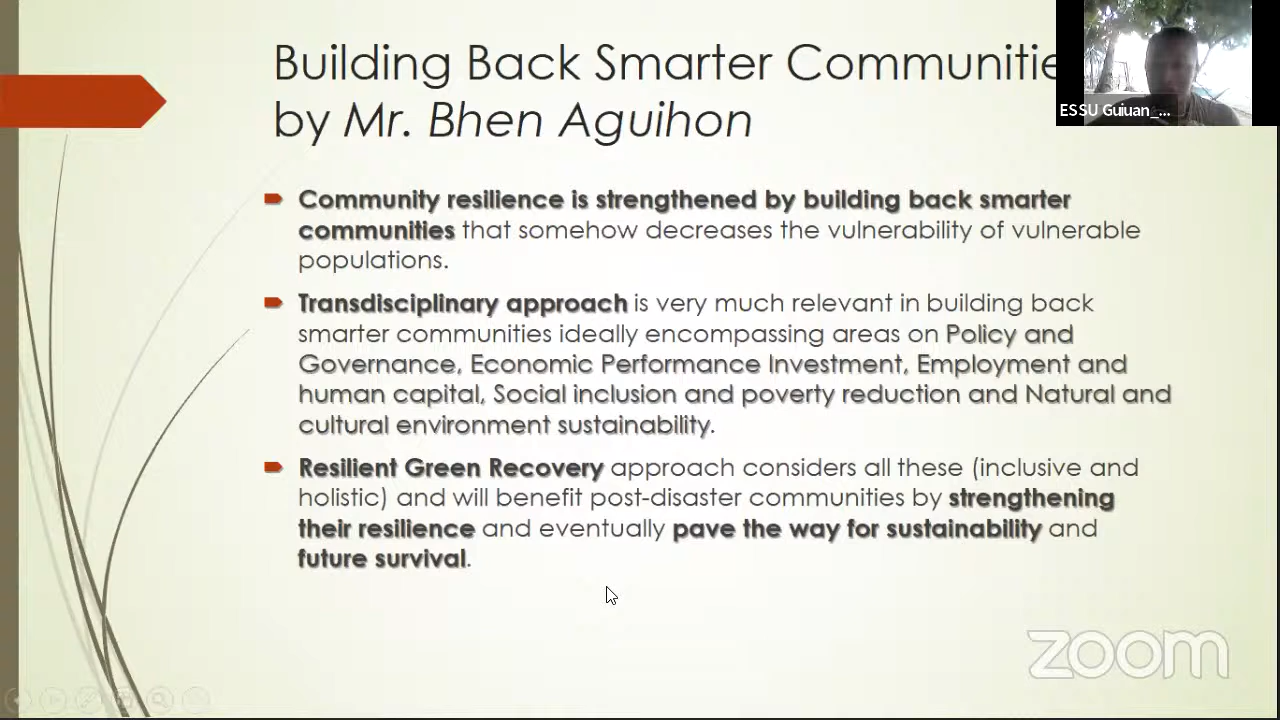 Building Back Smarter Communitie
by Mr. Bhen Aguihon
ESSU Guiuan_...
Community resilience is strengthened by building back smarter
communities that somehow decreases the vulnerability of vulnerable
populations.
Transdisciplinary approach is very much relevant in building back
smarter communities ideally encompassing areas on Policy and
Governance, Economic Performance Investment, Employment and
human capital, Social inclusion and poverty reduction and Natural and
cultural environment sustainability.
Resilient Green Recovery approach considers all these (inclusive and
holistic) and will benefit post-disaster communities by strengthening
their resilience and eventually pave the way for sustainability and
future survival.
zoom